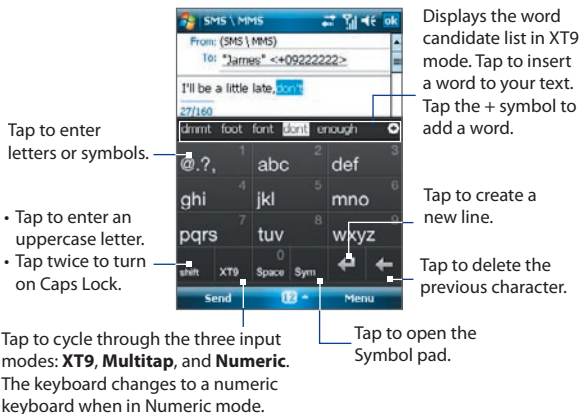 SMS \ MMS ok
From: (SMS \ MMS)
To: "James" <+09222222>
I'll be a little late,don't
27/160
dmmt foot font dont enough
@.?, 1 abc 2 def 3
ghi 4 jkl 5 mno 6
pqrs 7 tuv 8 wxyz 9
shift XT9 0 Space Sym
Send 12 Menu
Displays the word
candidate list in XT9
mode. Tap to insert
a word to your text.
Tap the + symbol to
add a word.
Tap to enter
letters or symbols.
• Tap to enter an
uppercase letter.
• Tap twice to turn
on Caps Lock.
Tap to create a
new line.
Tap to delete the
previous character.
Tap to open the
Symbol pad.
Tap to cycle through the three input
modes: XT9, Multitap, and Numeric.
The keyboard changes to a numeric
keyboard when in Numeric mode.